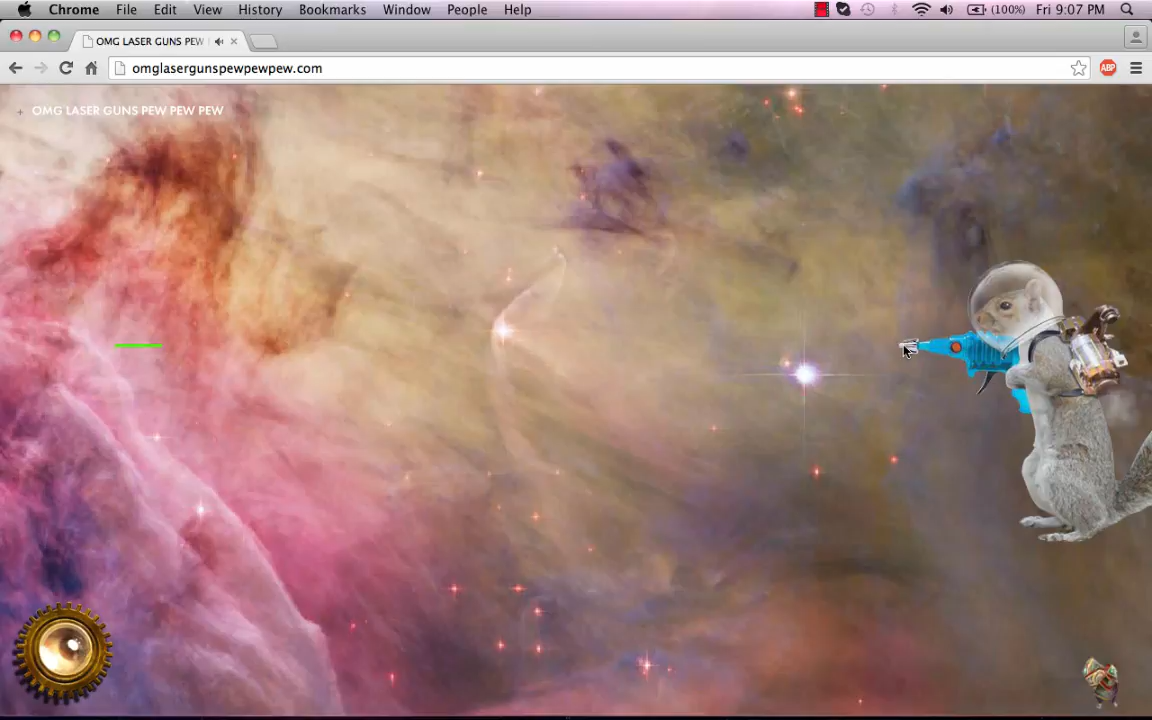 Chrome File Edit View History Bookmarks Window People Help (100%) Fri 9:07 PM
OMG LASER GUNS PEW
omglasergunspewpewpew.com ABP
+ OMG LASER GUNS PEW PEW PEW